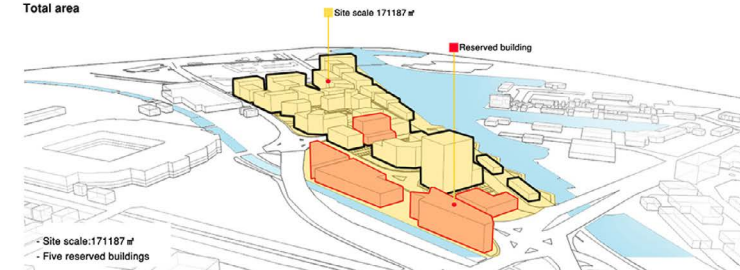 Total area
Site scale 171187㎡
Reserved building
- Site scale:171187㎡
- Five reserved buildings